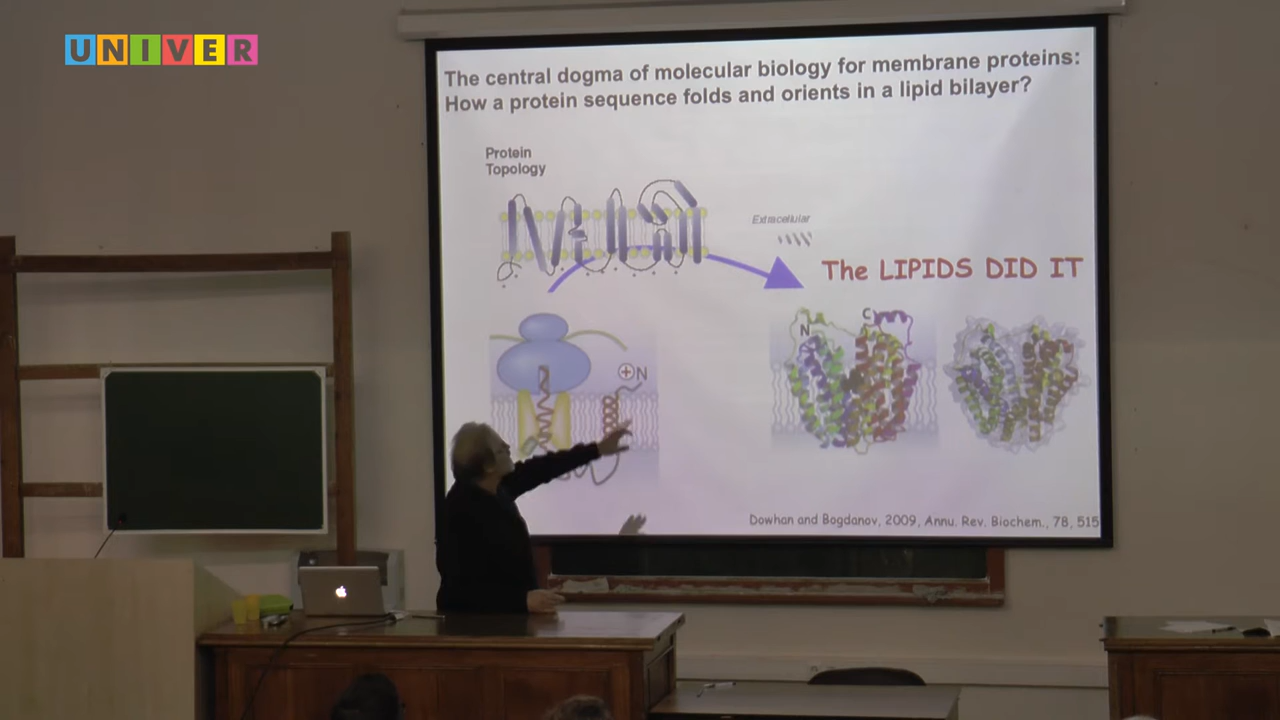 UNIVER
The central dogma of molecular biology for membrane proteins:
How a protein sequence folds and orients in a lipid bilayer?
Protein
Topology
Extracellular
The LIPIDS DID IT
N
C
N
Dowhan and Bogdanov, 2009, Annu. Rev. Biochem., 78, 515